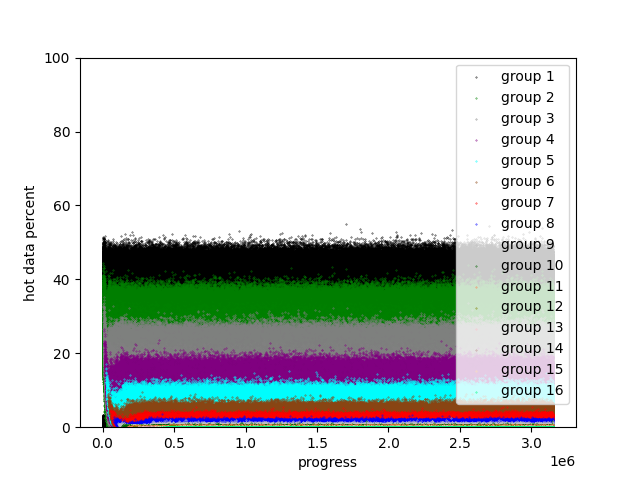 100
80
60
40
20
0
hot data percent
0.0 0.5 1.0 1.5 2.0 2.5 3.0
1e6
progress
group 1
group 2
group 3
group 4
group 5
group 6
group 7
group 8
group 9
group 10
group 11
group 12
group 13
group 14
group 15
group 16